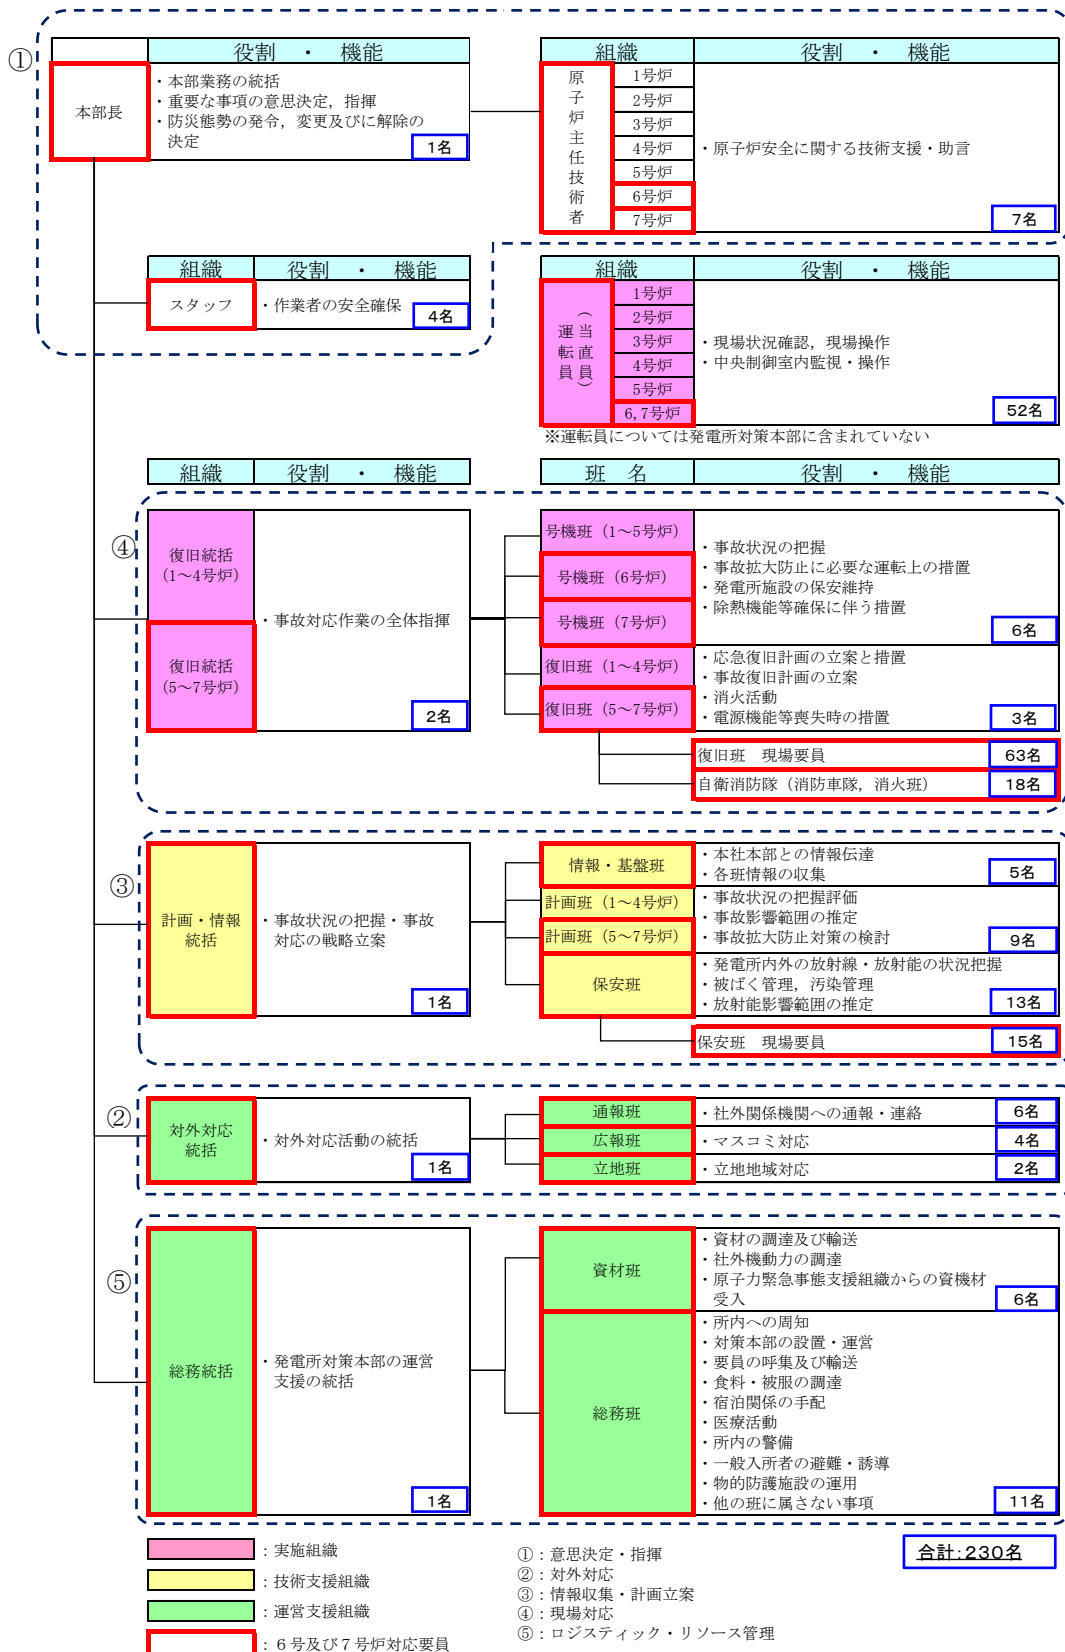 ①
役割 ・ 機能
本部長
・本部業務の統括
・重要な事項の意思決定，指揮
・防災態勢の発令，変更及びに解除の
決定
1名
組織
役割 ・ 機能
原子炉主任技術者
1号炉
2号炉
3号炉
4号炉
5号炉
6号炉
7号炉
・原子炉安全に関する技術支援・助言
7名
組織
役割 ・ 機能
スタッフ
・作業者の安全確保
4名
組織
役割 ・ 機能
運転員
（当直員）
1号炉
2号炉
3号炉
4号炉
5号炉
6,7号炉
・現場状況確認，現場操作
・中央制御室内監視・操作
52名
※運転員については発電所対策本部に含まれていない
組織
役割 ・ 機能
班 名
役割 ・ 機能
④
復旧統括
(1～4号炉)
復旧統括
(5～7号炉)
・事故対応作業の全体指揮
2名
号機班（1～5号炉）
号機班（6号炉）
号機班（7号炉）
・事故状況の把握
・事故拡大防止に必要な運転上の措置
・発電所施設の保安維持
・除熱機能等確保に伴う措置
6名
復旧班（1～4号炉）
復旧班（5～7号炉）
・応急復旧計画の立案と措置
・事故復旧計画の立案
・消火活動
・電源機能等喪失時の措置
3名
復旧班 現場要員
63名
自衛消防隊（消防車隊，消火班）
18名
③
計画・情報
統括
・事故状況の把握・事故
対応の戦略立案
1名
情報・基盤班
・本社本部との情報伝達
・各班情報の収集
5名
計画班（1～4号炉）
計画班（5～7号炉）
・事故状況の把握評価
・事故影響範囲の推定
・事故拡大防止対策の検討
9名
保安班
・発電所内外の放射線・放射能の状況把握
・被ばく管理，汚染管理
・放射能影響範囲の推定
13名
保安班 現場要員
15名
②
対外対応
統括
・対外対応活動の統括
1名
通報班
・社外関係機関への通報・連絡
6名
広報班
・マスコミ対応
4名
立地班
・立地地域対応
2名
⑤
総務統括
・発電所対策本部の運営
支援の統括
1名
資材班
・資材の調達及び輸送
・社外機動力の調達
・原子力緊急事態支援組織からの資機材
受入
6名
総務班
・所内への周知
・対策本部の設置・運営
・要員の呼集及び輸送
・食料・被服の調達
・宿泊関係の手配
・医療活動
・所内の警備
・一般入所者の避難・誘導
・物的防護施設の運用
・他の班に属さない事項
11名
：実施組織
：技術支援組織
：運営支援組織
：６号及び７号炉対応要員
①：意思決定・指揮
②：対外対応
③：情報収集・計画立案
④：現場対応
⑤：ロジスティック・リソース管理
合計:230名